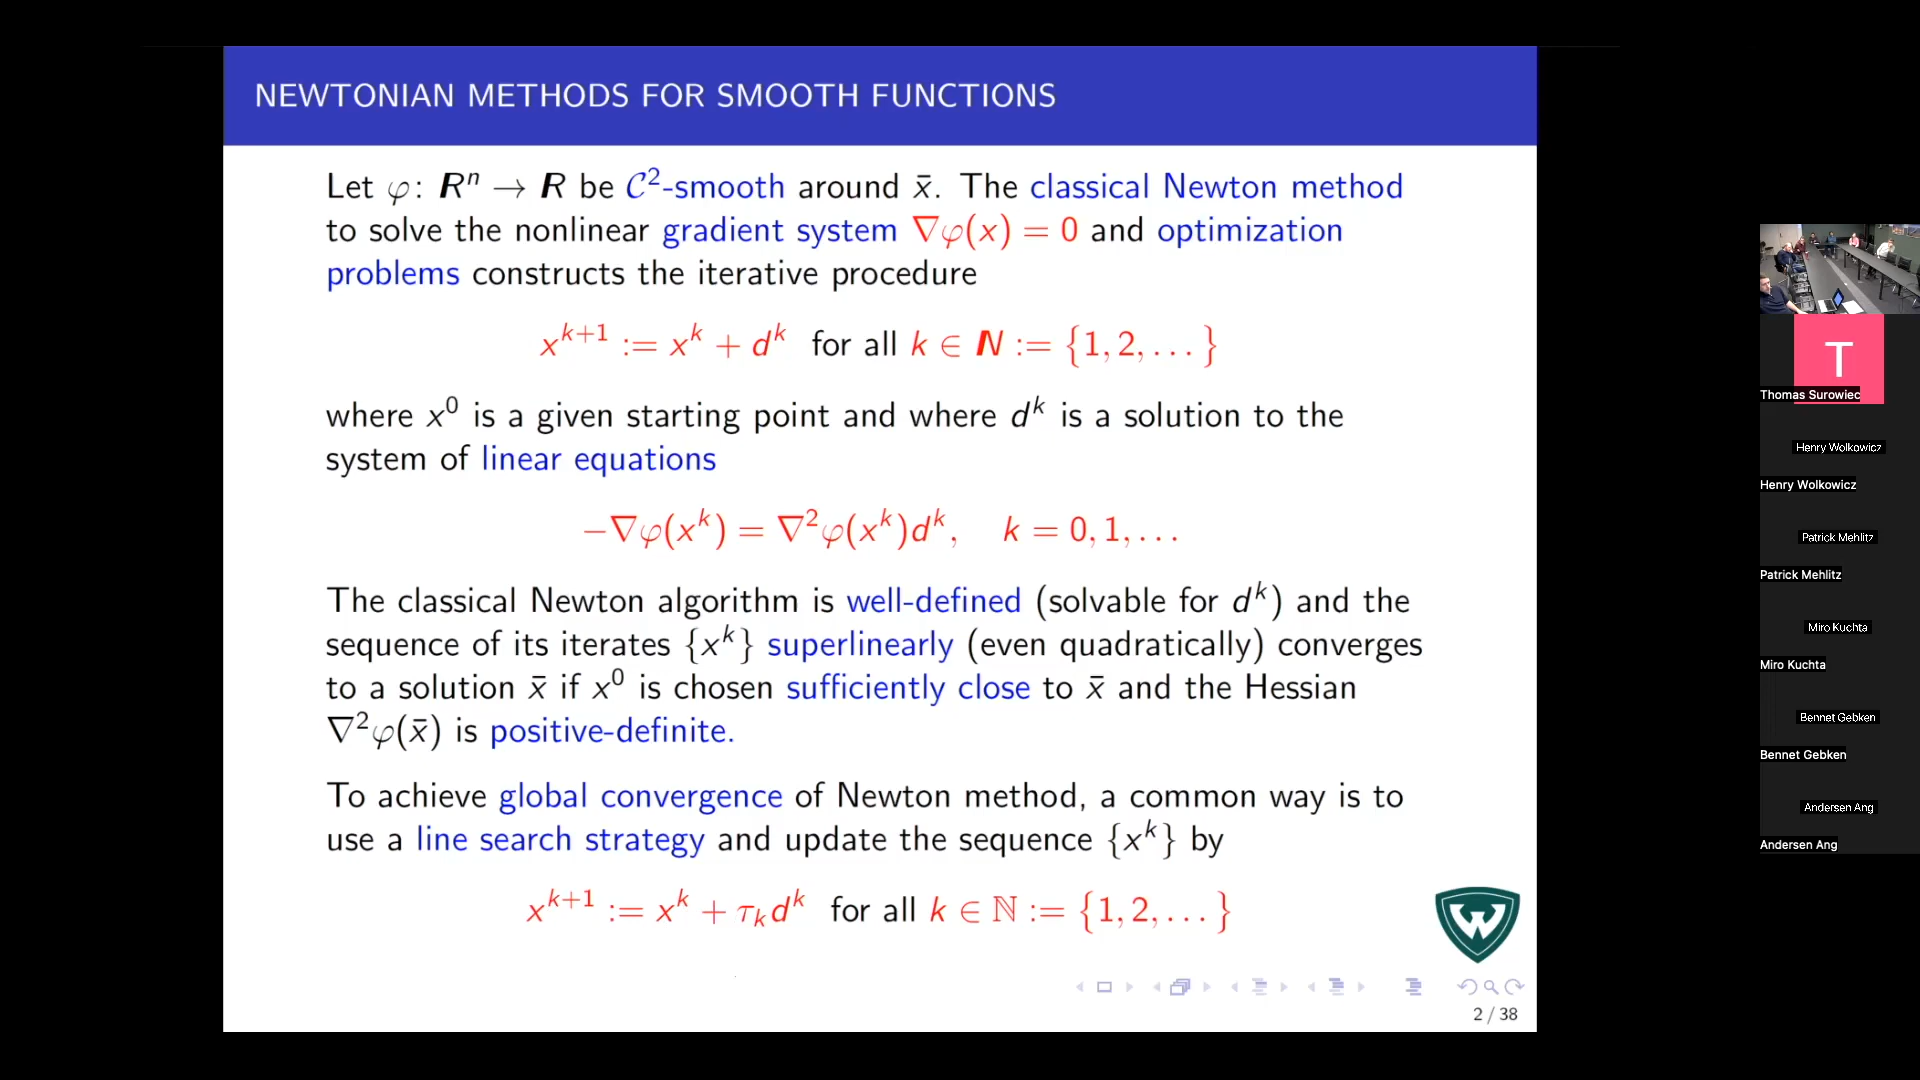 NEWTONIAN METHODS FOR SMOOTH FUNCTIONS
Let φ: Rⁿ → R be C²-smooth around x̄. The classical Newton method
to solve the nonlinear gradient system ∇φ(x) = 0 and optimization
problems constructs the iterative procedure
xᵏ⁺¹ := xᵏ + dᵏ for all k ∈ N := {1, 2, . . . }
where x⁰ is a given starting point and where dᵏ is a solution to the
system of linear equations
−∇φ(xᵏ) = ∇²φ(xᵏ)dᵏ, k = 0, 1, . . .
The classical Newton algorithm is well-defined (solvable for dᵏ) and the
sequence of its iterates {xᵏ} superlinearly (even quadratically) converges
to a solution x̄ if x⁰ is chosen sufficiently close to x̄ and the Hessian
∇²φ(x̄) is positive-definite.
To achieve global convergence of Newton method, a common way is to
use a line search strategy and update the sequence {xᵏ} by
xᵏ⁺¹ := xᵏ + τₖdᵏ for all k ∈ ℕ := {1, 2, . . . }
W
2 / 38
T
Thomas Surowiec
Henry Wolkowicz
Henry Wolkowicz
Patrick Mehlitz
Patrick Mehlitz
Miro Kuchta
Miro Kuchta
Bennet Gebken
Bennet Gebken
Andersen Ang
Andersen Ang